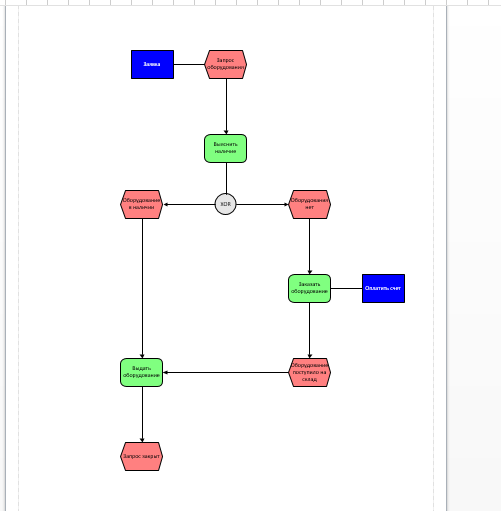 Заявка
Запрос
оборудования
Выяснить
наличие
Оборудование
в наличии
XOR
Оборудования
нет
Заказать
оборудование
Оплатить счет
Выдать
оборудование
Оборудование
поступило на
склад
Запрос закрыт